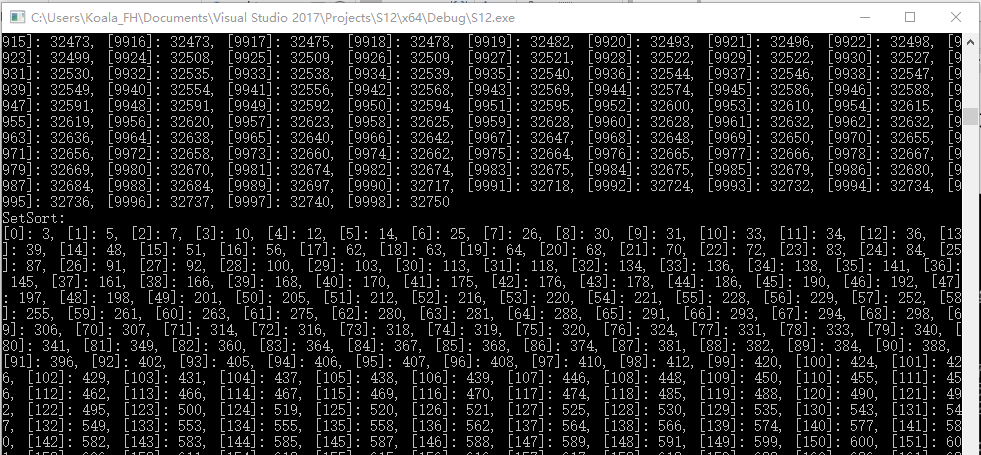 C:\Users\Koala_FH\Documents\Visual Studio 2017\Projects\S12\x64\Debug\S12.exe
915]: 32473, [9916]: 32473, [9917]: 32475, [9918]: 32478, [9919]: 32482, [9920]: 32493, [9921]: 32496, [9922]: 32498, [9
923]: 32499, [9924]: 32508, [9925]: 32509, [9926]: 32509, [9927]: 32521, [9928]: 32522, [9929]: 32522, [9930]: 32527, [9
931]: 32530, [9932]: 32535, [9933]: 32538, [9934]: 32539, [9935]: 32540, [9936]: 32544, [9937]: 32546, [9938]: 32547, [9
939]: 32549, [9940]: 32554, [9941]: 32556, [9942]: 32568, [9943]: 32569, [9944]: 32574, [9945]: 32586, [9946]: 32588, [9
947]: 32591, [9948]: 32591, [9949]: 32592, [9950]: 32594, [9951]: 32595, [9952]: 32600, [9953]: 32610, [9954]: 32615, [9
955]: 32619, [9956]: 32620, [9957]: 32623, [9958]: 32625, [9959]: 32628, [9960]: 32628, [9961]: 32632, [9962]: 32632, [9
963]: 32636, [9964]: 32638, [9965]: 32640, [9966]: 32642, [9967]: 32647, [9968]: 32648, [9969]: 32650, [9970]: 32655, [9
971]: 32656, [9972]: 32658, [9973]: 32660, [9974]: 32662, [9975]: 32664, [9976]: 32665, [9977]: 32666, [9978]: 32667, [9
979]: 32669, [9980]: 32670, [9981]: 32674, [9982]: 32674, [9983]: 32675, [9984]: 32675, [9985]: 32677, [9986]: 32682, [9
987]: 32684, [9988]: 32684, [9989]: 32697, [9990]: 32717, [9991]: 32718, [9992]: 32724, [9993]: 32732, [9994]: 32734, [9
995]: 32736, [9996]: 32737, [9997]: 32740, [9998]: 32750
SetSort:
[0]: 3, [1]: 5, [2]: 7, [3]: 10, [4]: 12, [5]: 14, [6]: 25, [7]: 26, [8]: 30, [9]: 31, [10]: 33, [11]: 34, [12]: 36, [13
]: 39, [14]: 48, [15]: 51, [16]: 56, [17]: 62, [18]: 63, [19]: 64, [20]: 68, [21]: 70, [22]: 72, [23]: 83, [24]: 84, [25
]: 87, [26]: 91, [27]: 92, [28]: 100, [29]: 103, [30]: 113, [31]: 118, [32]: 134, [33]: 136, [34]: 138, [35]: 141, [36]:
145, [37]: 161, [38]: 166, [39]: 168, [40]: 170, [41]: 175, [42]: 176, [43]: 178, [44]: 186, [45]: 190, [46]: 192, [47]
: 197, [48]: 198, [49]: 201, [50]: 205, [51]: 212, [52]: 216, [53]: 220, [54]: 221, [55]: 228, [56]: 229, [57]: 252, [58
]: 255, [59]: 261, [60]: 263, [61]: 275, [62]: 280, [63]: 281, [64]: 288, [65]: 291, [66]: 293, [67]: 294, [68]: 298, [6
9]: 306, [70]: 307, [71]: 314, [72]: 316, [73]: 318, [74]: 319, [75]: 320, [76]: 324, [77]: 331, [78]: 333, [79]: 340, [
80]: 341, [81]: 349, [82]: 360, [83]: 364, [84]: 367, [85]: 368, [86]: 374, [87]: 381, [88]: 382, [89]: 384, [90]: 388,
[91]: 396, [92]: 402, [93]: 405, [94]: 406, [95]: 407, [96]: 408, [97]: 410, [98]: 412, [99]: 420, [100]: 424, [101]: 42
6, [102]: 429, [103]: 431, [104]: 437, [105]: 438, [106]: 439, [107]: 446, [108]: 448, [109]: 450, [110]: 455, [111]: 45
6, [112]: 462, [113]: 466, [114]: 467, [115]: 469, [116]: 470, [117]: 474, [118]: 485, [119]: 488, [120]: 490, [121]: 49
2, [122]: 495, [123]: 500, [124]: 519, [125]: 520, [126]: 521, [127]: 525, [128]: 530, [129]: 535, [130]: 543, [131]: 54
7, [132]: 549, [133]: 553, [134]: 555, [135]: 558, [136]: 562, [137]: 564, [138]: 566, [139]: 574, [140]: 577, [141]: 58
0, [142]: 582, [143]: 583, [144]: 585, [145]: 587, [146]: 588, [147]: 589, [148]: 591, [149]: 599, [150]: 600, [151]: 60